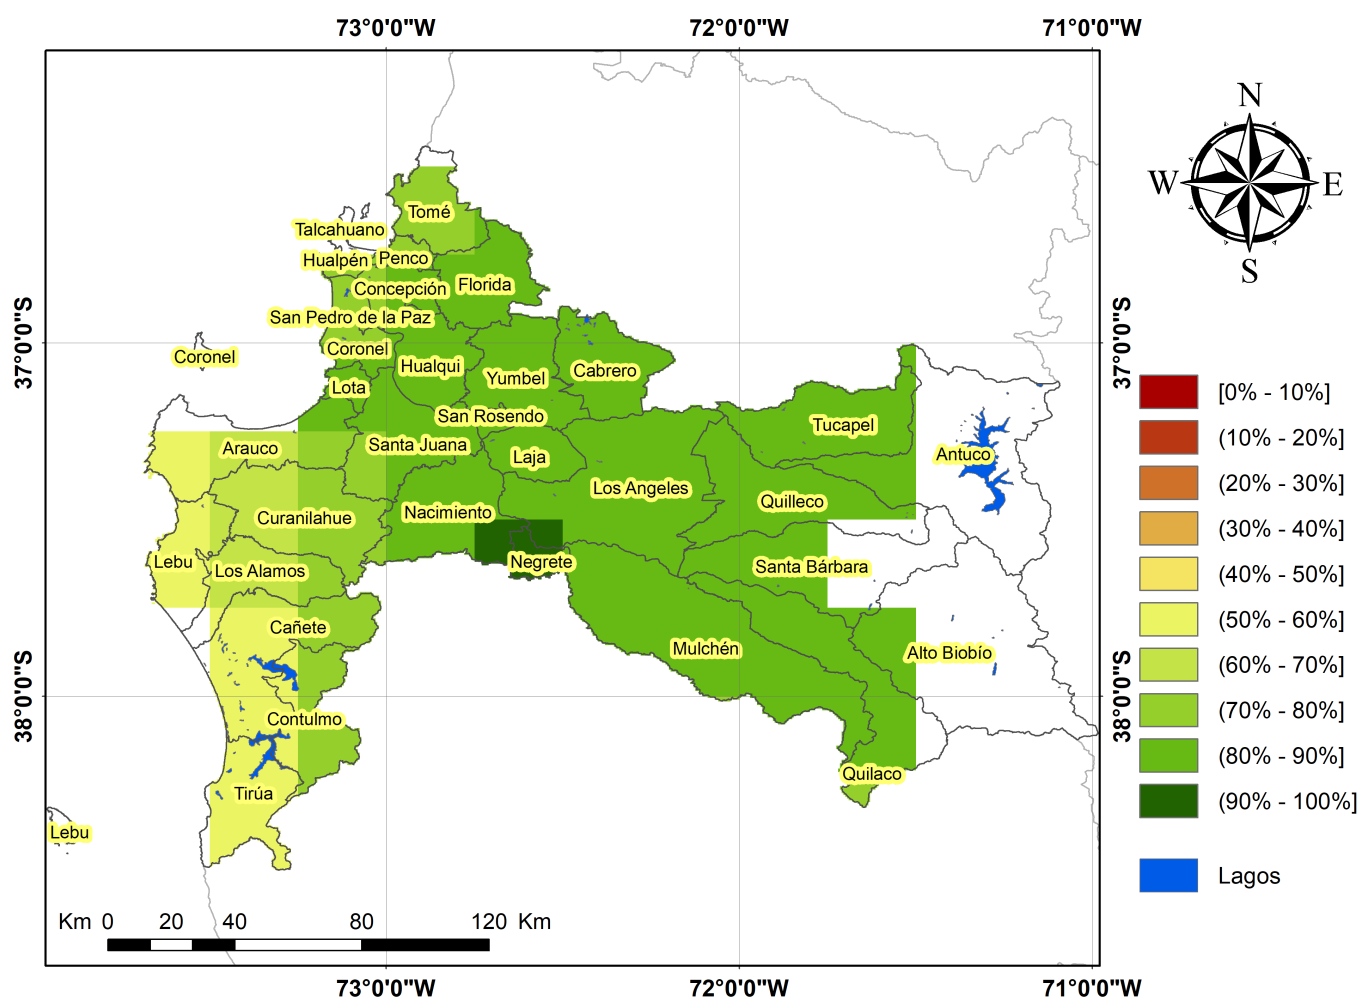 73°0'0"W
72°0'0"W
71°0'0"W
N
W
E
S
Tomé
Talcahuano
Hualpén
Penco
Concepción
Florida
San Pedro de la Paz
37°0'0"S
37°0'0"S
Coronel
Coronel
Hualqui
Yumbel
Cabrero
Lota
San Rosendo
Tucapel
Arauco
Santa Juana
Laja
Antuco
Los Angeles
Quilleco
Curanilahue
Nacimiento
Lebu
Los Alamos
Negrete
Santa Bárbara
Cañete
Mulchén
Alto Biobío
38°0'0"S
38°0'0"S
Contulmo
Quilaco
Tirúa
Lebu
[0% - 10%]
(10% - 20%]
(20% - 30%]
(30% - 40%]
(40% - 50%]
(50% - 60%]
(60% - 70%]
(70% - 80%]
(80% - 90%]
(90% - 100%]
Lagos
Km 0 20 40 80 120 Km
73°0'0"W
72°0'0"W
71°0'0"W